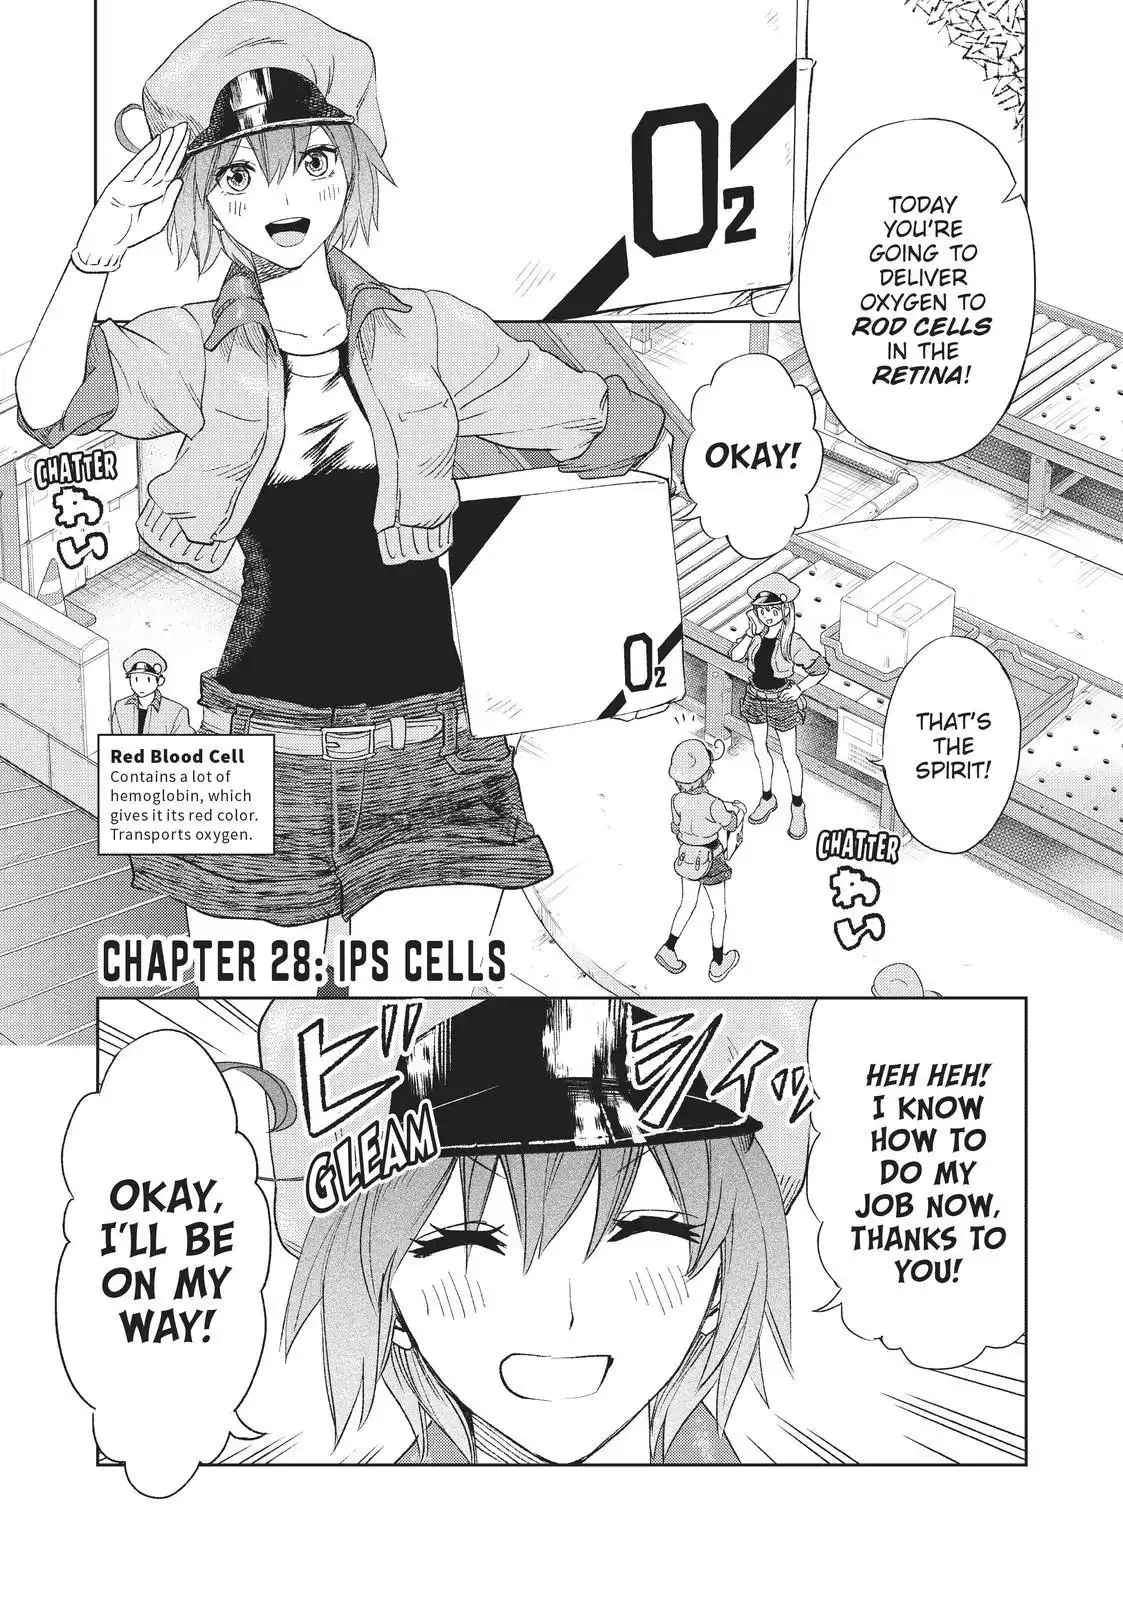 O2
TODAY
YOU'RE
GOING TO
DELIVER
OXYGEN TO
ROD CELLS
IN THE
RETINA!
OKAY!
CHATTER
わい
O2
THAT'S
THE
SPIRIT!
Red Blood Cell
Contains a lot of
hemoglobin, which
gives it its red color.
Transports oxygen.
CHATTER
わい
CHAPTER 28: IPS CELLS
HEH HEH!
I KNOW
HOW TO
DO MY
JOB NOW,
THANKS TO
YOU!
ビシィッ
GLEAM
OKAY,
I'LL BE
ON MY
WAY!